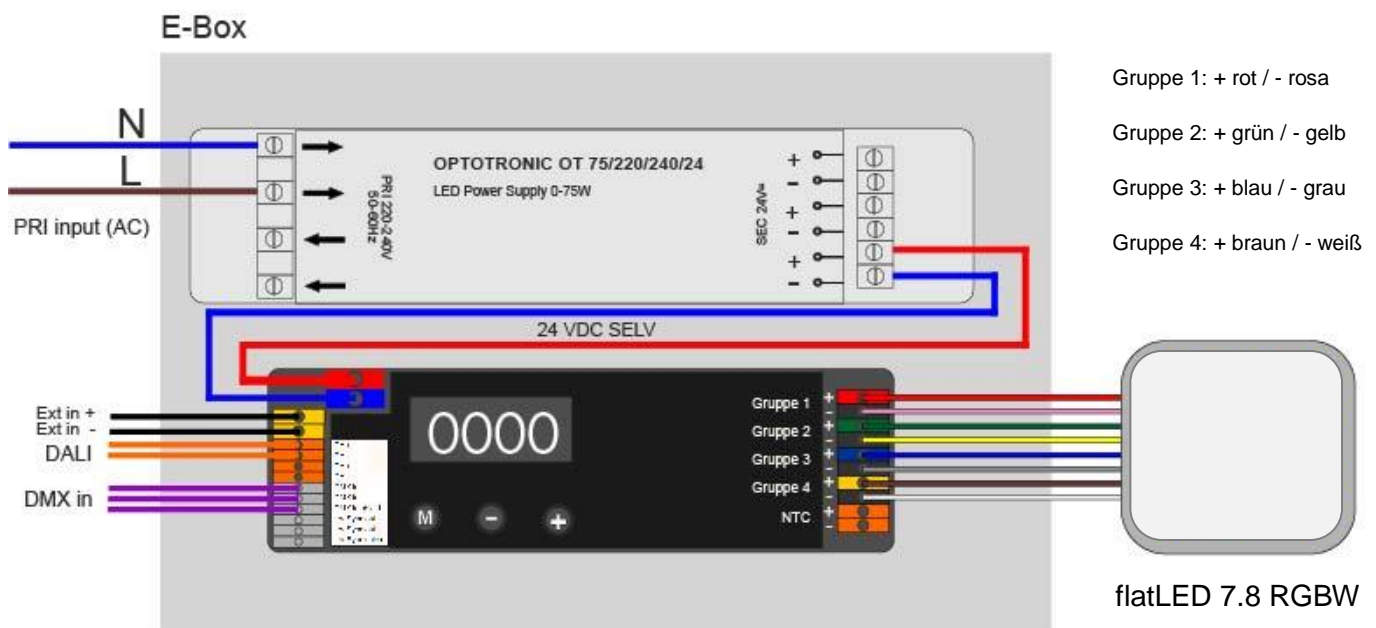 E-Box
Gruppe 1: + rot / - rosa
Gruppe 2: + grün / - gelb
Gruppe 3: + blau / - grau
Gruppe 4: + braun / - weiß
N
L
PRI input (AC)
PRI 220-240V
50-60Hz
OPTOTRONIC OT 75/220/240/24
LED Power Supply 0-75W
SEC 24V=
+
-
+
-
+
-
24 VDC SELV
Ext in +
Ext in -
DALI
DMX in
0000
M
-
+
Gruppe 1 + -
Gruppe 2 + -
Gruppe 3 + -
Gruppe 4 + -
NTC + -
flatLED 7.8 RGBW